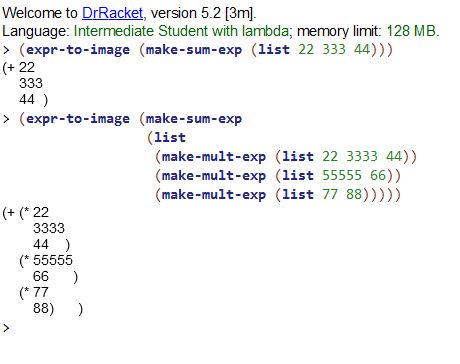 Welcome to DrRacket, version 5.2 [3m].
Language: Intermediate Student with lambda; memory limit: 128 MB.
> (expr-to-image (make-sum-exp (list 22 333 44)))
(+ 22
333
44 )
> (expr-to-image (make-sum-exp
(list
(make-mult-exp (list 22 3333 44))
(make-mult-exp (list 55555 66))
(make-mult-exp (list 77 88)))))
(+ (* 22
3333
44 )
(* 55555
66 )
(* 77
88) )
>